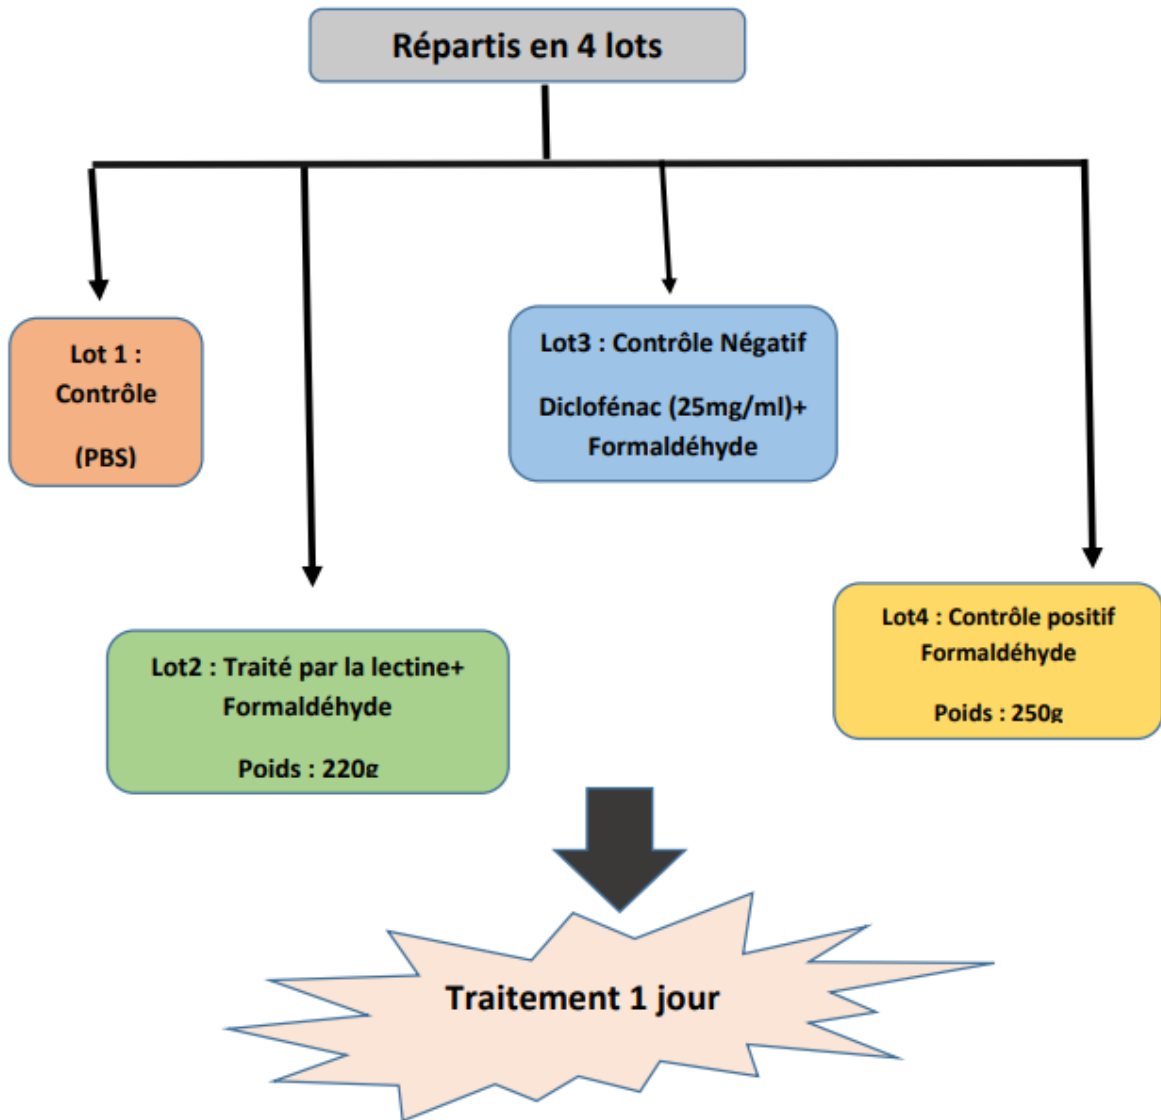 Répartis en 4 lots
Lot 1 :
Contrôle
(PBS)
Lot2 : Traité par la lectine+
Formaldéhyde
Poids : 220g
Lot3 : Contrôle Négatif
Diclofénac (25mg/ml)+
Formaldéhyde
Lot4 : Contrôle positif
Formaldéhyde
Poids : 250g
Traitement 1 jour